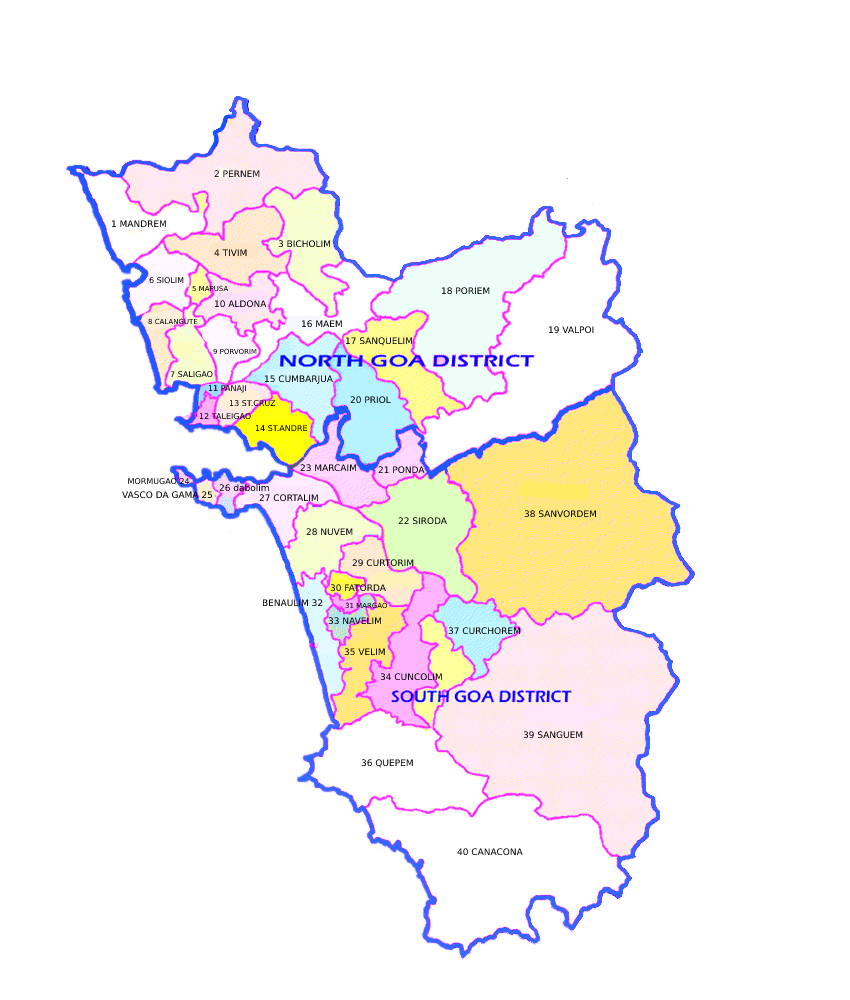 2 PERNEM
1 MANDREM
3 BICHOLIM
4 TIVIM
6 SIOLIM
5 MAPUSA
18 PORIEM
10 ALDONA
8 CALANGUTE
16 MAEM
19 VALPOI
17 SANQUELIM
9 PORVORIM
NORTH GOA DISTRICT
7 SALIGAO
15 CUMBARJUA
11 PANAJI
20 PRIOL
13 ST.CRUZ
12 TALEIGAO
14 ST.ANDRE
23 MARCAIM
21 PONDA
MORMUGAO 24
26 dabolim
VASCO DA GAMA 25
27 CORTALIM
38 SANVORDEM
22 SIRODA
28 NUVEM
29 CURTORIM
30 FATORDA
BENAULIM 32
31 MARGAO
33 NAVELIM
37 CURCHOREM
35 VELIM
34 CUNCOLIM
SOUTH GOA DISTRICT
39 SANGUEM
36 QUEPEM
40 CANACONA